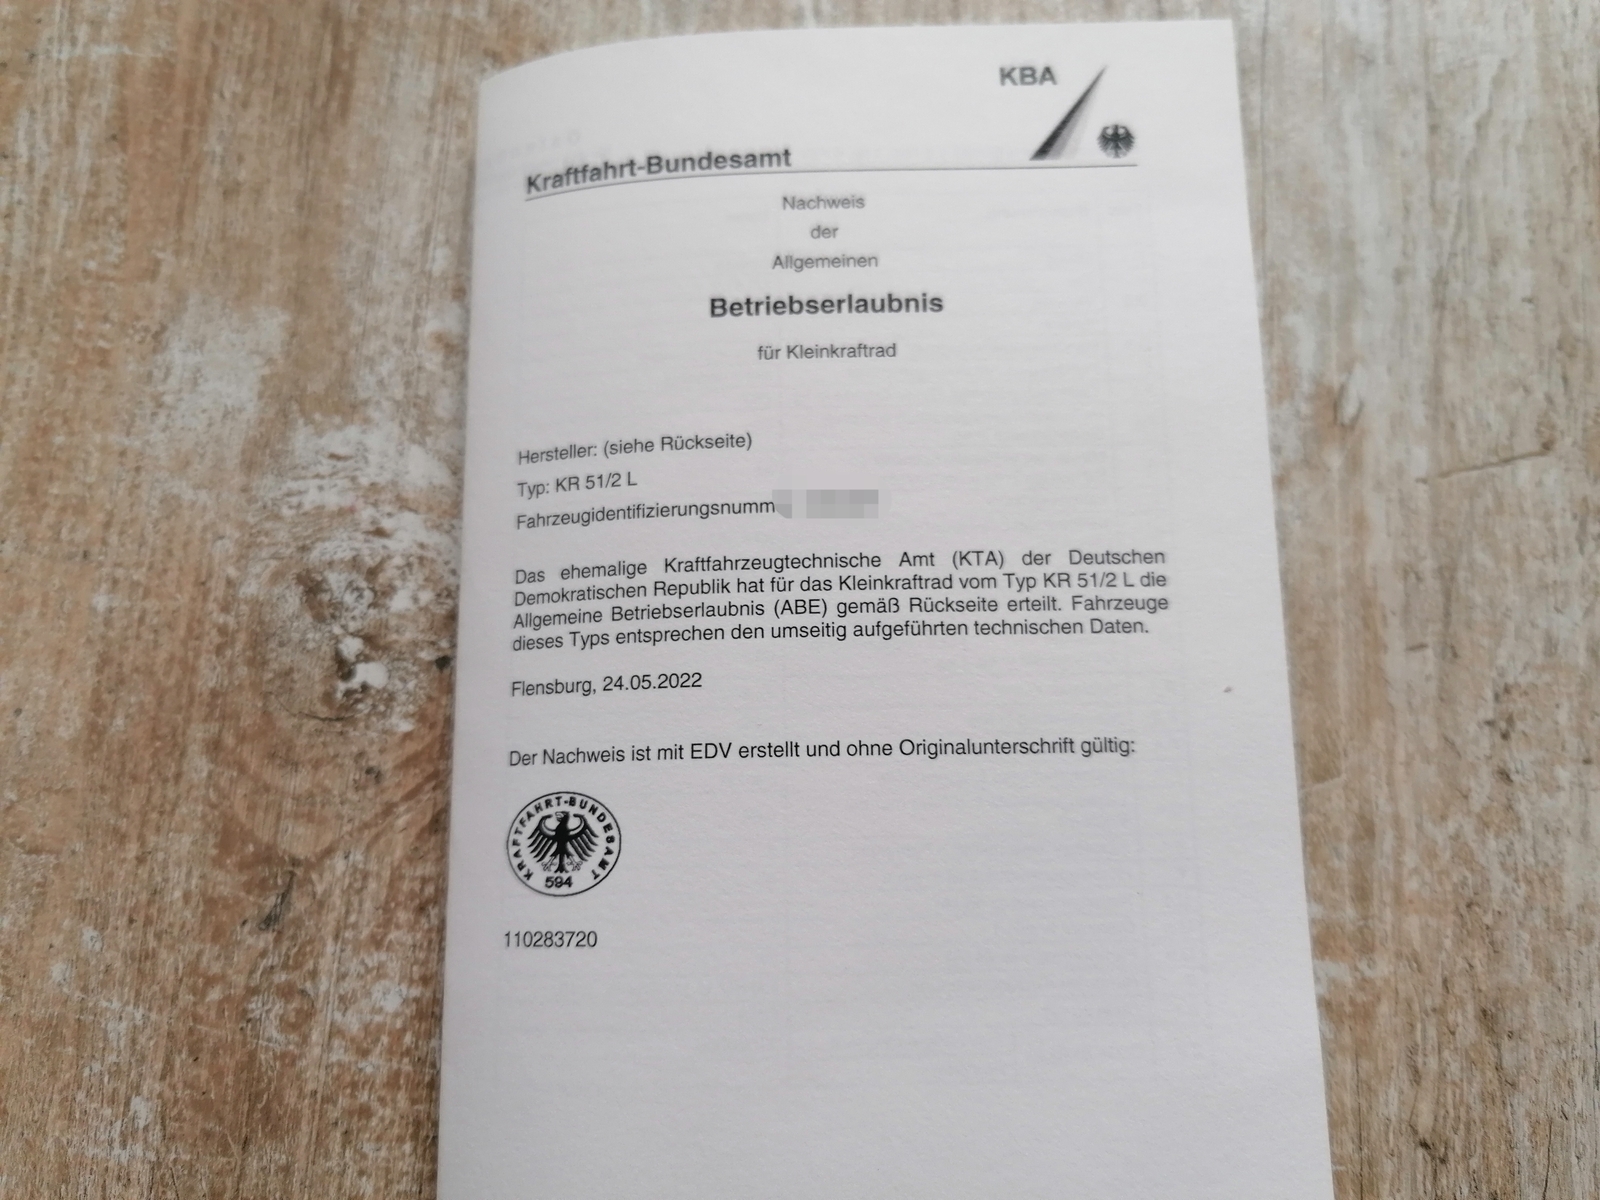 KBA
Kraftfahrt-Bundesamt
Nachweis
der
Allgemeinen
Betriebserlaubnis
für Kleinkraftrad
Hersteller: (siehe Rückseite)
Typ: KR 51/2 L
Fahrzeugidentifizierungsnumm
Das ehemalige Kraftfahrzeugtechnische Amt (KTA) der Deutschen
Demokratischen Republik hat für das Kleinkraftrad vom Typ KR 51/2 L die
Allgemeine Betriebserlaubnis (ABE) gemäß Rückseite erteilt. Fahrzeuge
dieses Typs entsprechen den umseitig aufgeführten technischen Daten.
Flensburg, 24.05.2022
Der Nachweis ist mit EDV erstellt und ohne Originalunterschrift gültig:
KRAFTFAHRT-BUNDESAMT
594
110283720